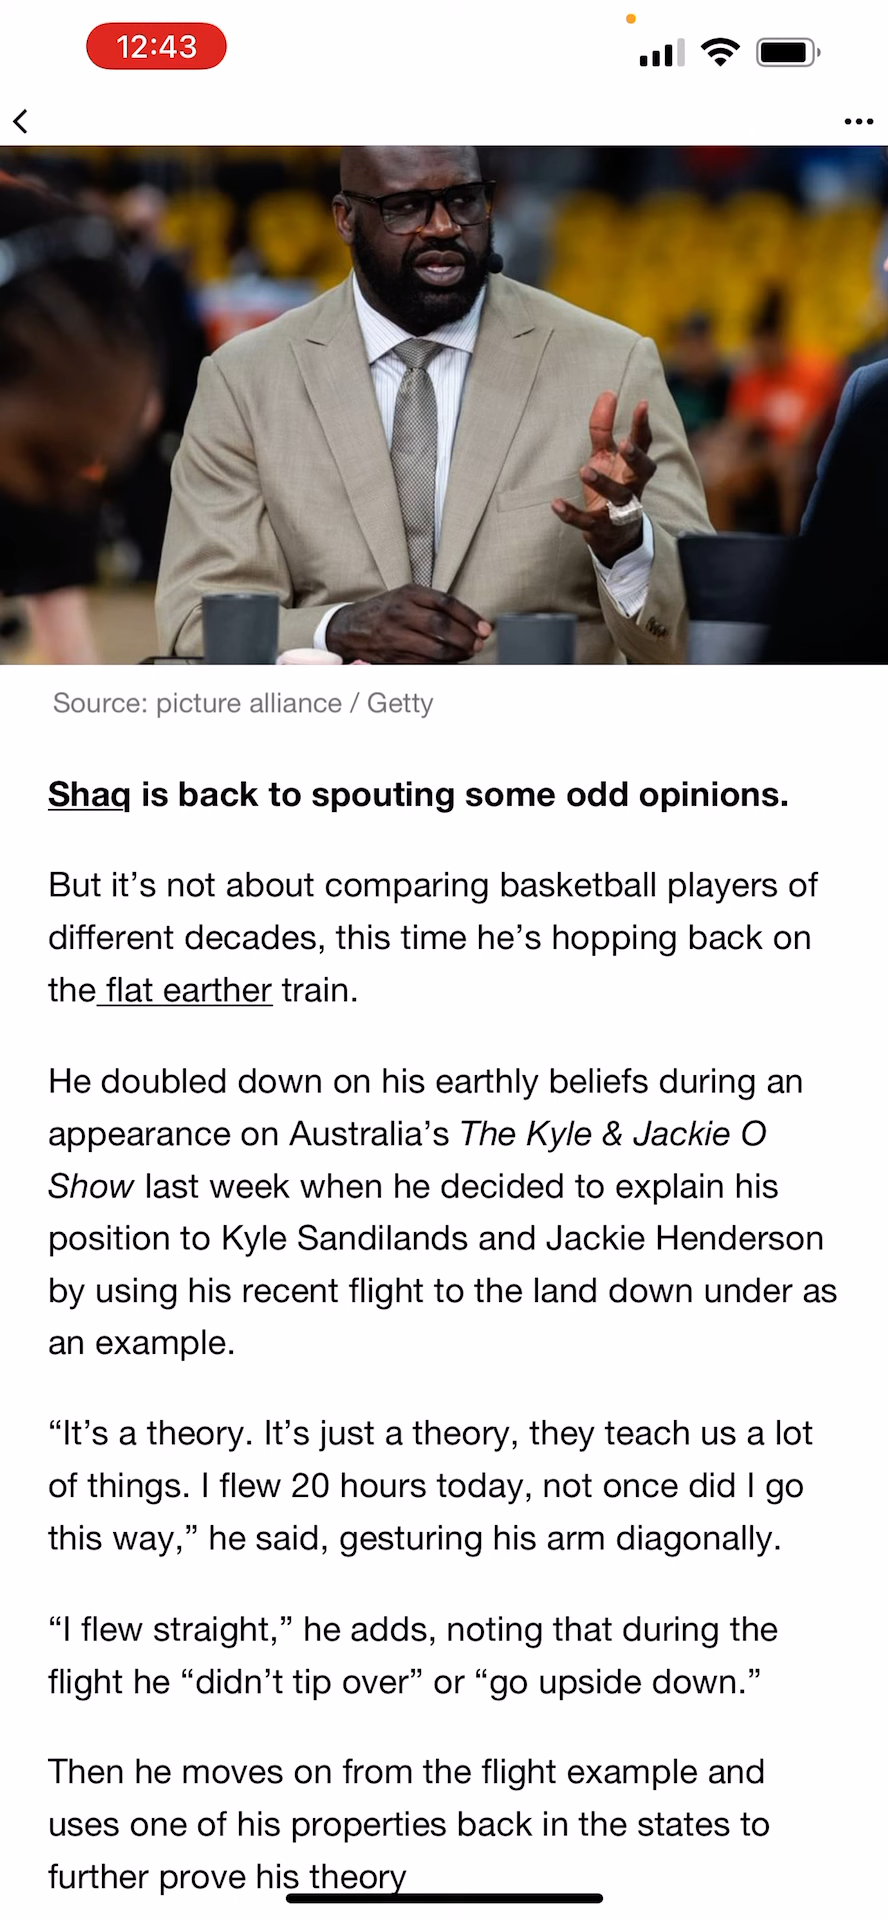 12:43
Source: picture alliance / Getty
Shaq is back to spouting some odd opinions.
But it’s not about comparing basketball players of
different decades, this time he’s hopping back on
the flat earther train.
He doubled down on his earthly beliefs during an
appearance on Australia’s The Kyle & Jackie O
Show last week when he decided to explain his
position to Kyle Sandilands and Jackie Henderson
by using his recent flight to the land down under as
an example.
“It’s a theory. It’s just a theory, they teach us a lot
of things. I flew 20 hours today, not once did I go
this way,” he said, gesturing his arm diagonally.
“I flew straight,” he adds, noting that during the
flight he “didn’t tip over” or “go upside down.”
Then he moves on from the flight example and
uses one of his properties back in the states to
further prove his theory